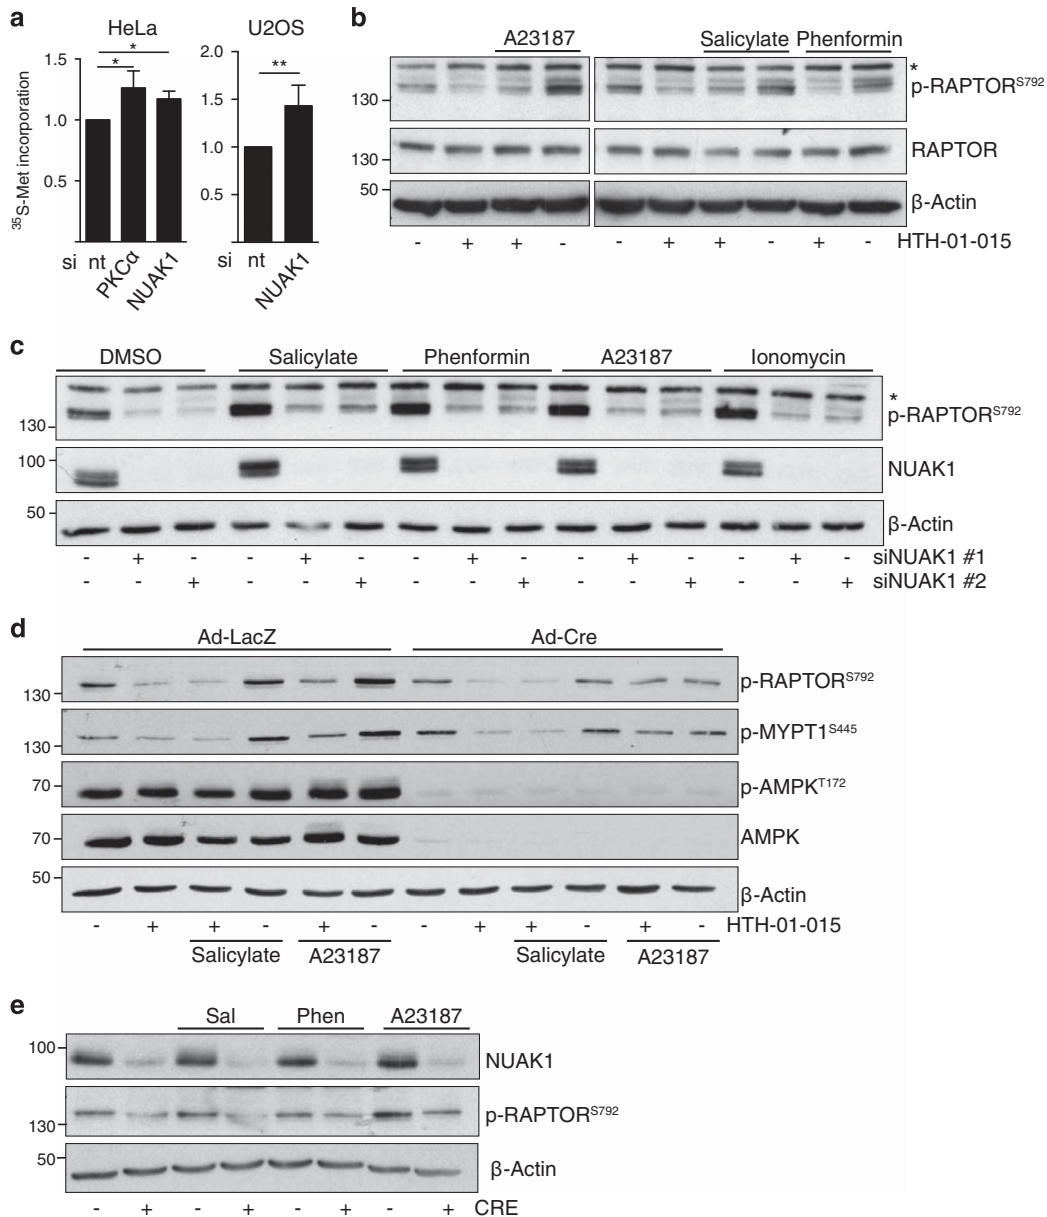 a
HeLa
U2OS
35S-Met incorporation
1.5
1.0
0.5
*
*
2.0
1.5
1.0
0.5
**
si nt PKCα NUAK1
si nt NUAK1
b
A23187
Salicylate Phenformin
*
p-RAPTORS792
130
RAPTOR
130
50
β-Actin
- + + - - + + - + - HTH-01-015
c
DMSO Salicylate Phenformin A23187 Ionomycin
*
p-RAPTORS792
130
100
NUAK1
50
β-Actin
- + - + - + - + - + siNUAK1 #1
- - + - + - + - + - - + siNUAK1 #2
d
Ad-LacZ Ad-Cre
p-RAPTORS792
130
p-MYPT1S445
130
70
p-AMPKT172
70
AMPK
50
β-Actin
- + + - + - - + + - + - HTH-01-015
Salicylate A23187 Salicylate A23187
e
Sal Phen A23187
100
NUAK1
p-RAPTORS792
130
50
β-Actin
- + - + - + - + CRE